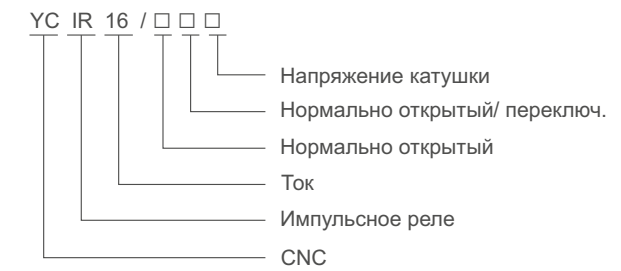 YC IR 16 / □ □ □
Напряжение катушки
Нормально открытый/ переключ.
Нормально открытый
Ток
Импульсное реле
CNC